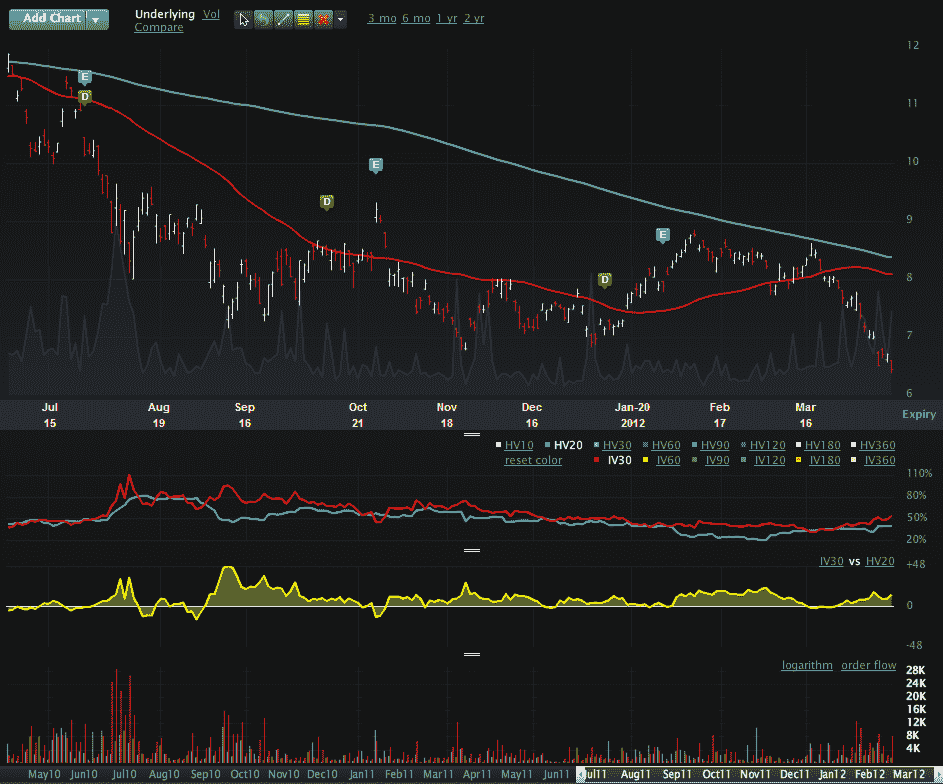 Add Chart
Underlying Vol
Compare
3 mo 6 mo 1 yr 2 yr
12
E
D
11
E
10
D
9
E
D
8
7
6
Jul Aug Sep Oct Nov Dec Jan-20 Feb Mar
15 19 16 21 18 16 2012 17 16
Expiry
HV10 HV20 HV30 HV60 HV90 HV120 HV180 HV360
reset color IV30 IV60 IV90 IV120 IV180 IV360
110%
80%
50%
20%
IV30 vs HV20
+48
0
-48
logarithm order flow
28K
24K
20K
16K
12K
8K
4K
May10 Jun10 Jul10 Aug10 Sep10 Oct10 Nov10 Dec10 Jan11 Feb11 Mar11 Apr11 May11 Jun11 Jul11 Aug11 Sep11 Oct11 Nov11 Dec11 Jan12 Feb12 Mar12